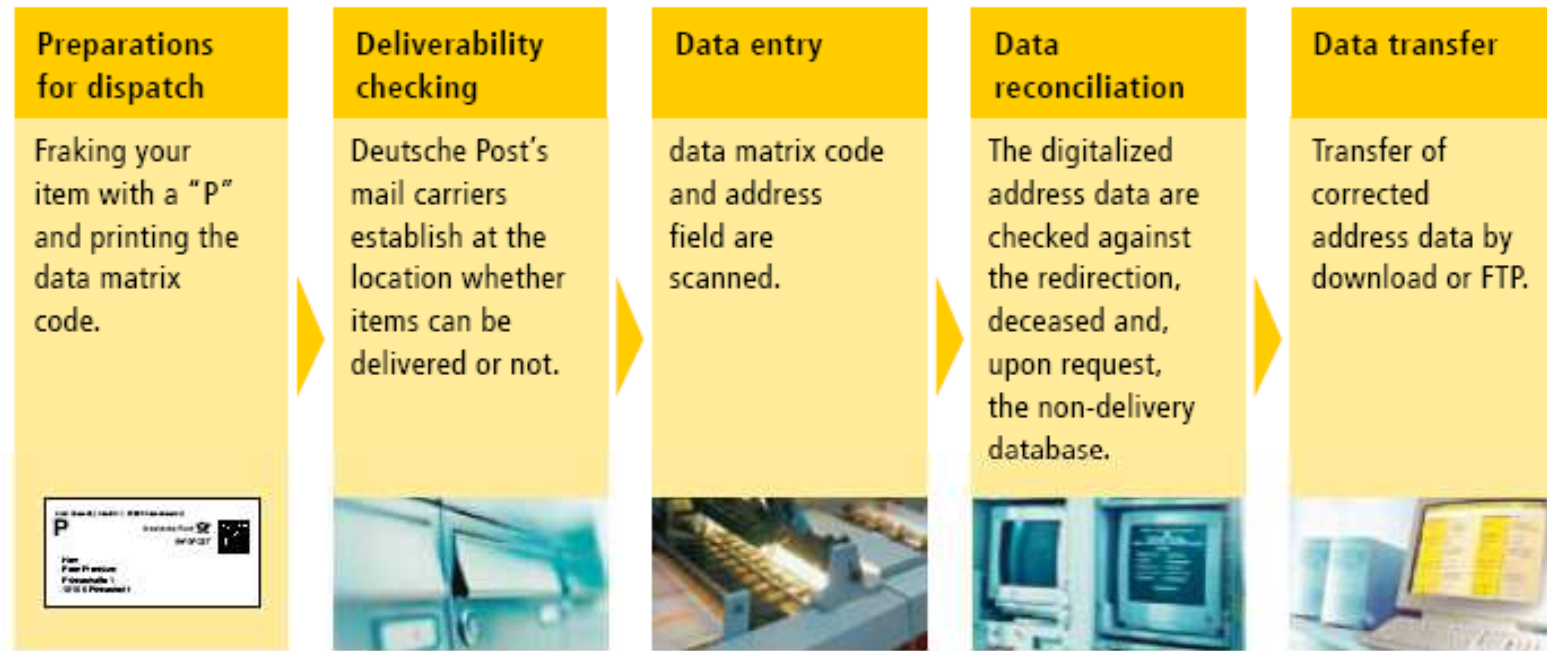 Preparations
for dispatch
Fraking your
item with a "P"
and printing the
data matrix
code.
P
Deliverability
checking
Deutsche Post's
mail carriers
establish at the
location whether
items can be
delivered or not.
Data entry
data matrix code
and address
field are
scanned.
Data
reconciliation
The digitalized
address data are
checked against
the redirection,
deceased and,
upon request,
the non-delivery
database.
Data transfer
Transfer of
corrected
address data by
download or FTP.